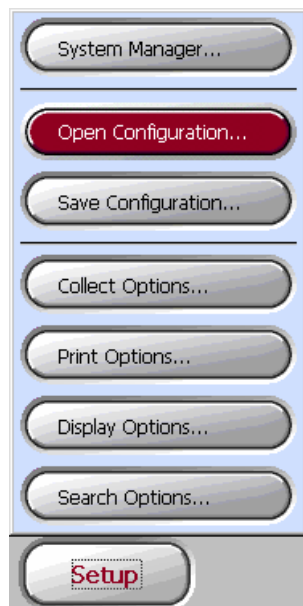 System Manager...
Open Configuration...
Save Configuration...
Collect Options...
Print Options...
Display Options...
Search Options...
Setup